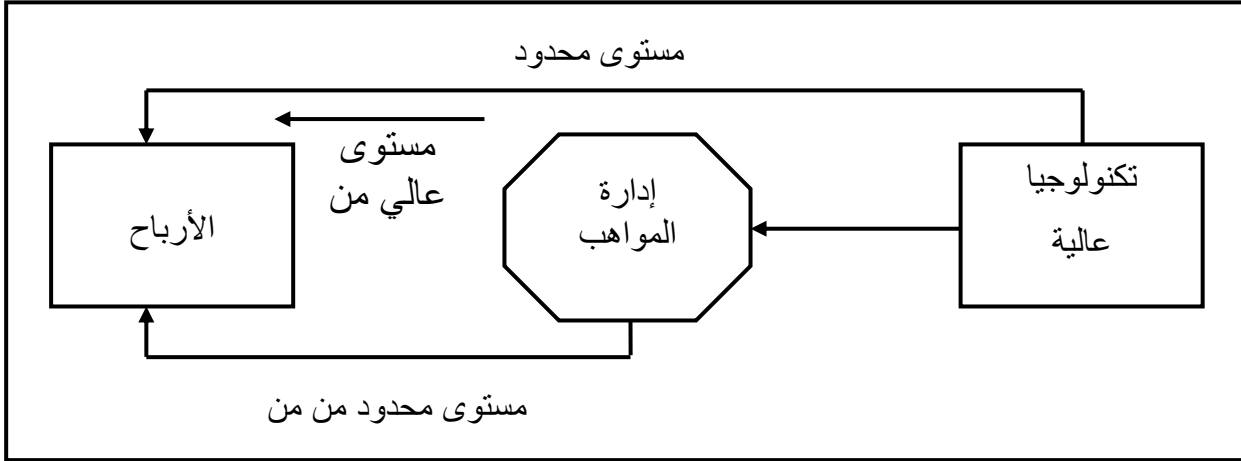 مستوى محدود
تكنولوجيا
عالية
إدارة
المواهب
مستوى
عالي من
الأرباح
مستوى محدود من من